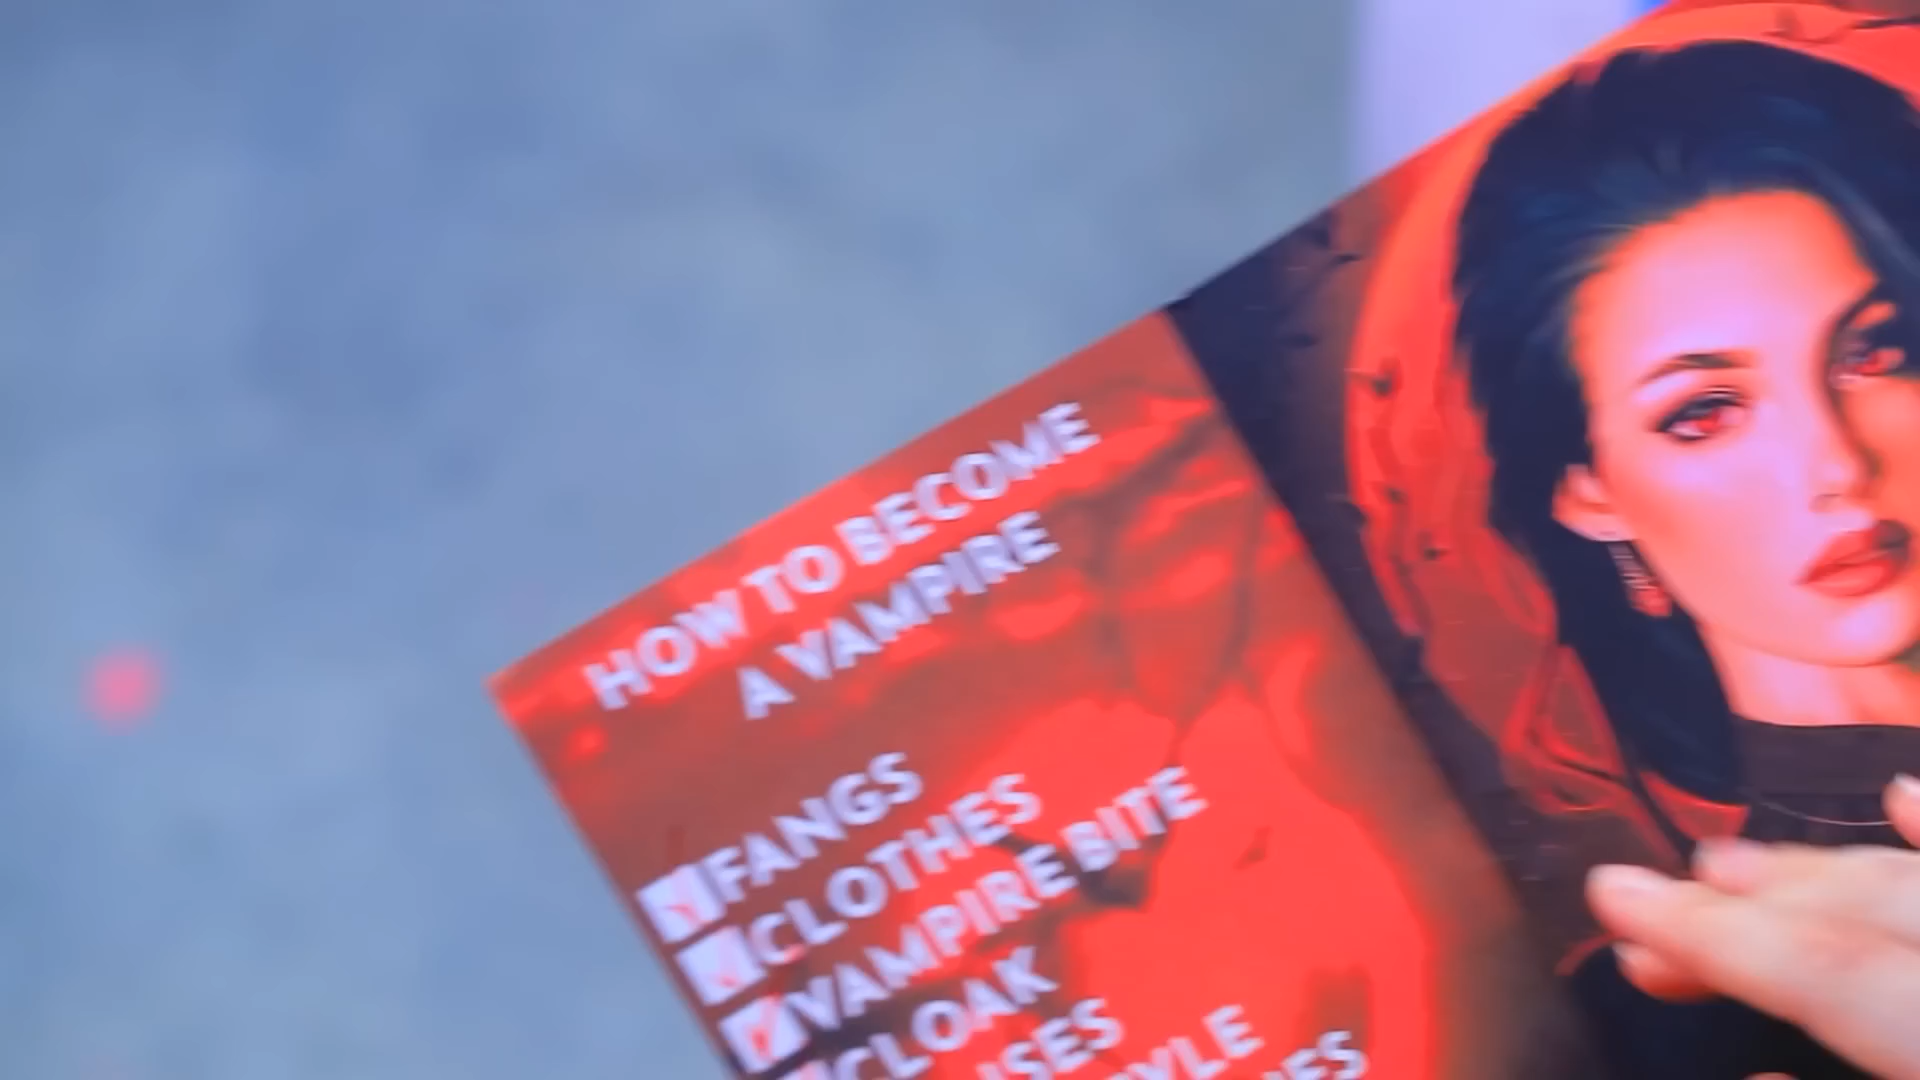 HOW TO BECOME
A VAMPIRE
FANGS
CLOTHES
VAMPIRE BITE
CLOAK